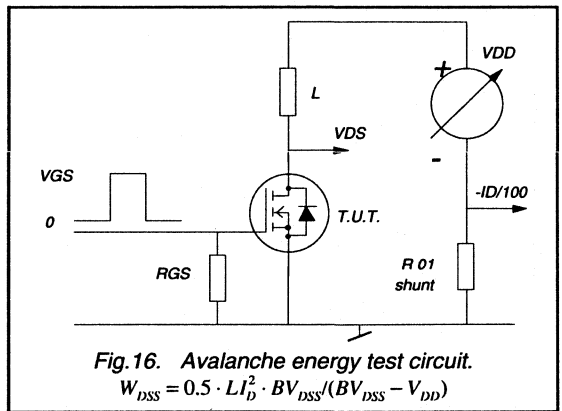 +
VDD
L
VDS
-
VGS
-ID/100
0
T.U.T.
RGS
R 01
shunt
Fig.16. Avalanche energy test circuit.
W_DSS = 0.5 · LI_D^2 · BV_DSS/(BV_DSS − V_DD)